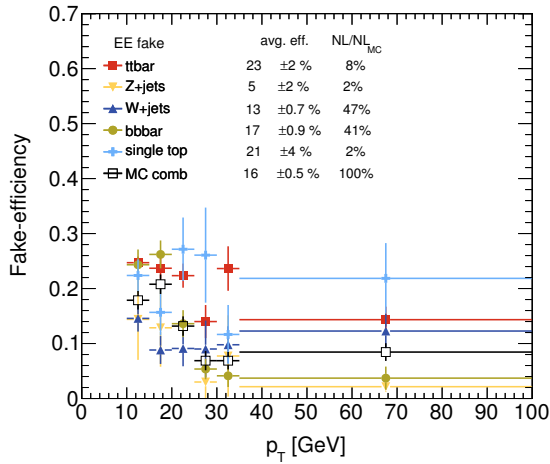 0.7
EE fake avg. eff. NL/NL_MC
ttbar 23 ±2 % 8%
0.6
Z+jets 5 ±2 % 2%
W+jets 13 ±0.7 % 47%
0.5
bbbar 17 ±0.9 % 41%
single top 21 ±4 % 2%
0.4
MC comb 16 ±0.5 % 100%
Fake-efficiency
0.3
0.2
0.1
0
0 10 20 30 40 50 60 70 80 90 100
p_T [GeV]